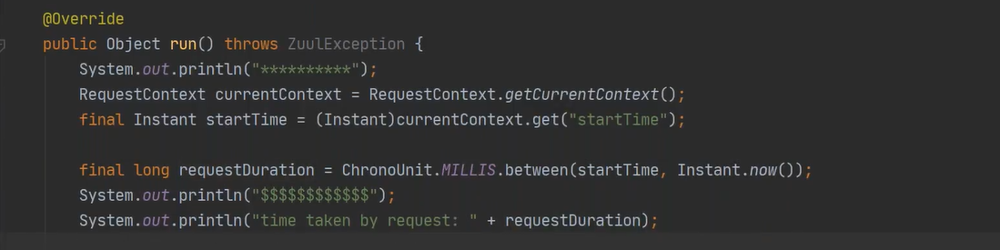 @Override
public Object run() throws ZuulException {
System.out.println("**********");
RequestContext currentContext = RequestContext.getCurrentContext();
final Instant startTime = (Instant)currentContext.get("startTime");
final long requestDuration = ChronoUnit.MILLIS.between(startTime, Instant.now());
System.out.println("$$$$$$$$$$$$");
System.out.println("time taken by request: " + requestDuration);